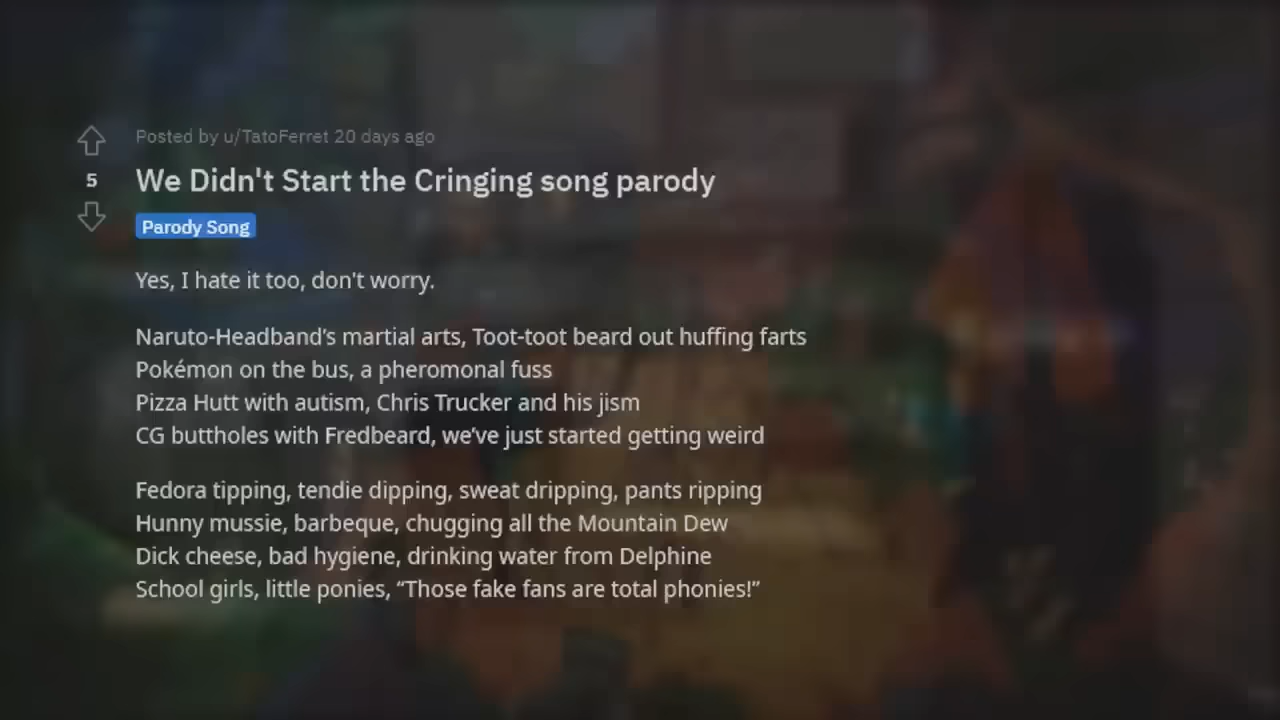 Posted by u/TatoFerret 20 days ago
5
We Didn't Start the Cringing song parody
Parody Song
Yes, I hate it too, don't worry.
Naruto-Headband’s martial arts, Toot-toot beard out huffing farts
Pokémon on the bus, a pheromonal fuss
Pizza Hutt with autism, Chris Trucker and his jism
CG buttholes with Fredbeard, we’ve just started getting weird
Fedora tipping, tendie dipping, sweat dripping, pants ripping
Hunny mussie, barbeque, chugging all the Mountain Dew
Dick cheese, bad hygiene, drinking water from Delphine
School girls, little ponies, “Those fake fans are total phonies!”